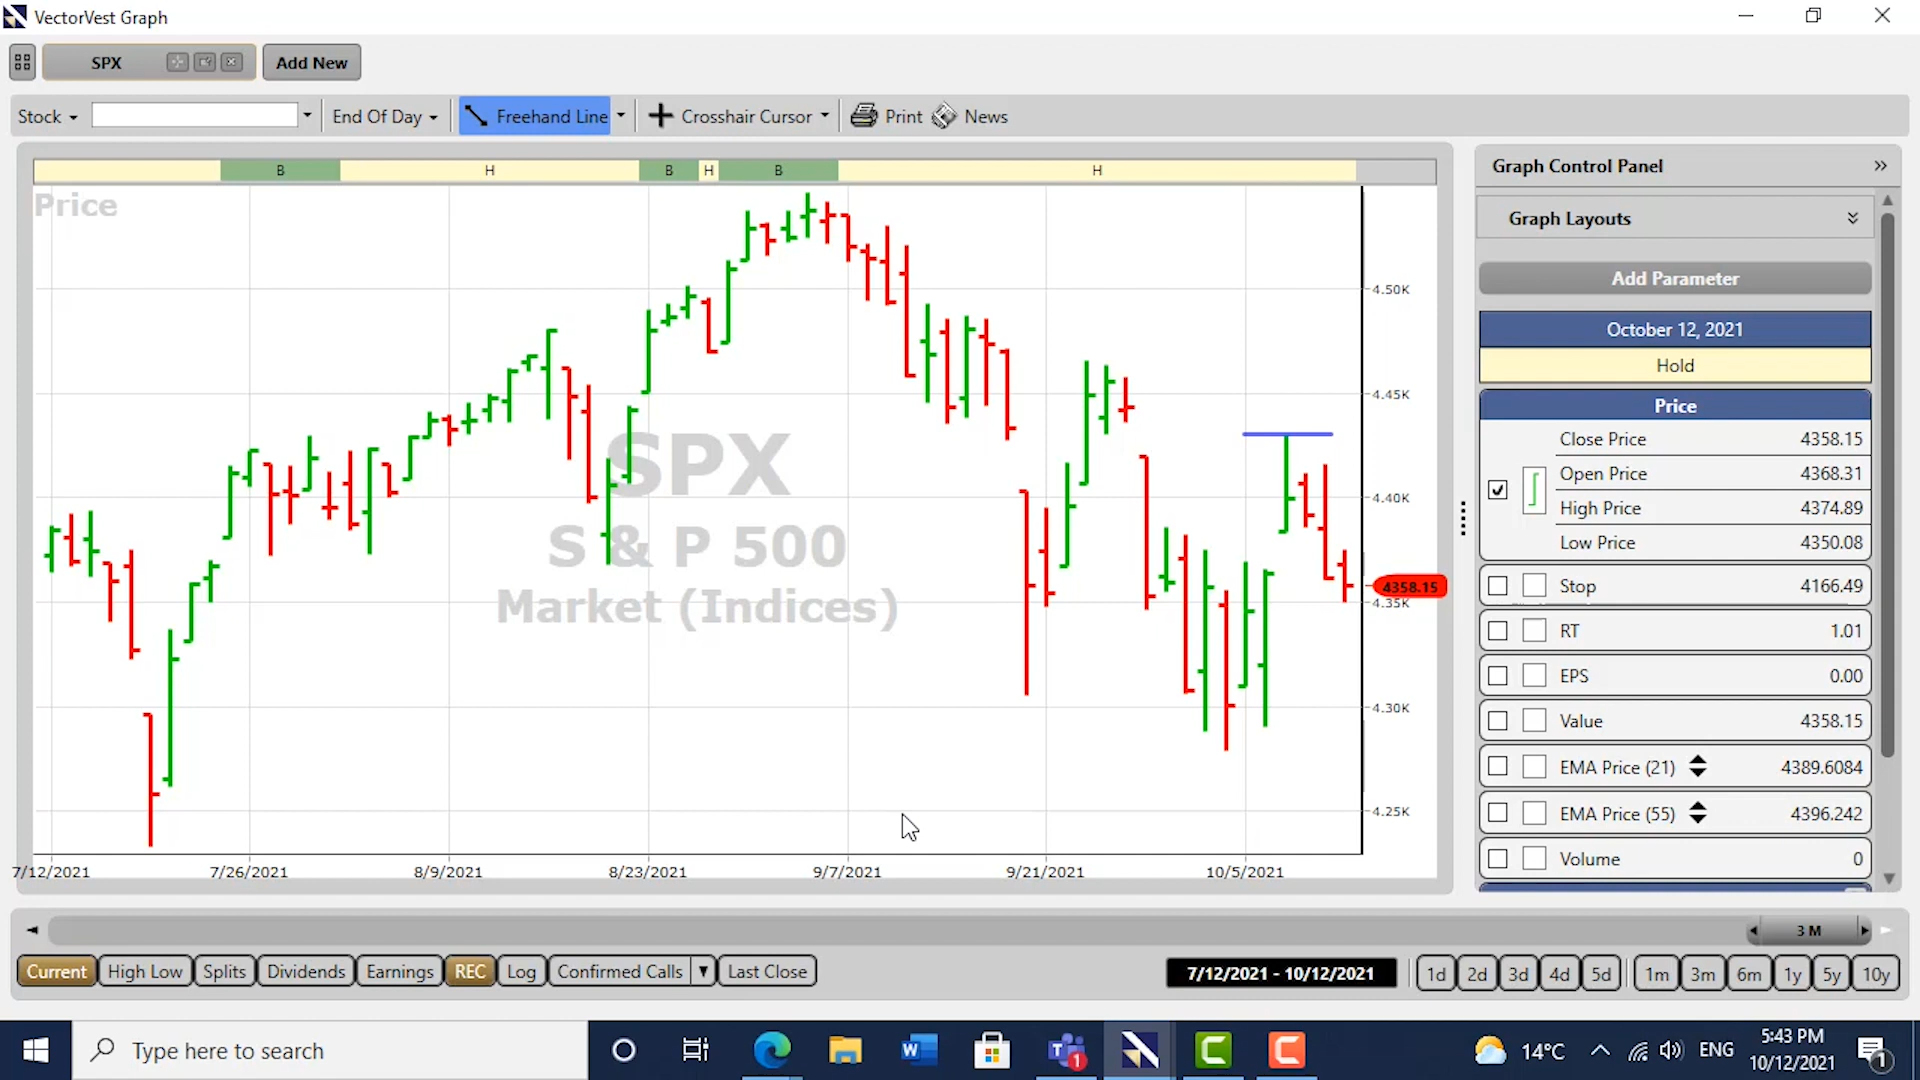 VectorVest Graph
SPX
Add New
Stock
End Of Day
Freehand Line
Crosshair Cursor
Print
News
B
H
B
H
B
H
Price
SPX
S & P 500
Market (Indices)
4.50K
4.45K
4.40K
4358.15
4.35K
4.30K
4.25K
7/12/2021
7/26/2021
8/9/2021
8/23/2021
9/7/2021
9/21/2021
10/5/2021
Graph Control Panel
Graph Layouts
Add Parameter
October 12, 2021
Hold
Price
Close Price 4358.15
Open Price 4368.31
High Price 4374.89
Low Price 4350.08
Stop 4166.49
RT 1.01
EPS 0.00
Value 4358.15
EMA Price (21) 4389.6084
EMA Price (55) 4396.242
Volume 0
3 M
Current
High Low
Splits
Dividends
Earnings
REC
Log
Confirmed Calls
Last Close
7/12/2021 - 10/12/2021
1d
2d
3d
4d
5d
1m
3m
6m
1y
5y
10y
Type here to search
1
14°C
ENG
5:43 PM
10/12/2021
1